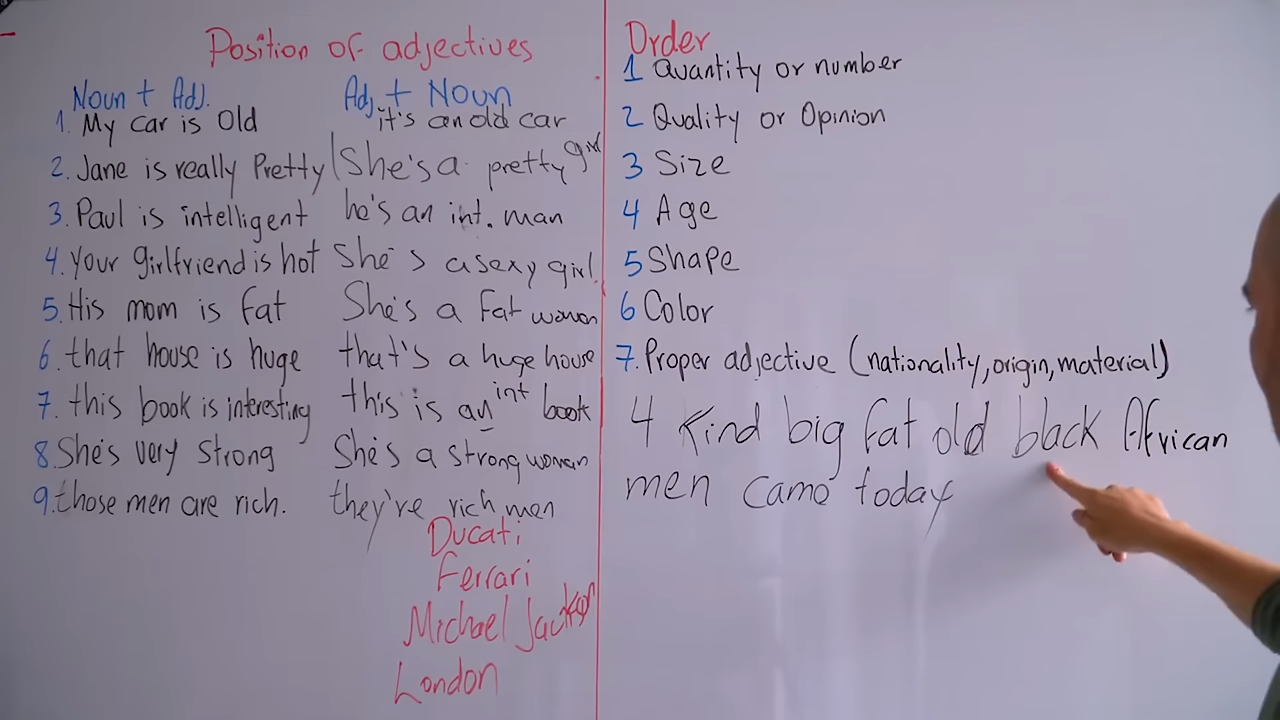 Position of adjectives
Noun + Adj.
1. My car is old
2. Jane is really Pretty
3. Paul is intelligent
4. Your girlfriend is hot
5. His mom is fat
6. that house is huge
7. this book is interesting
8. She's very strong
9. those men are rich.
Adj. + Noun
it's an old car
She's a pretty girl
he's an int. man
She's a sexy girl.
She's a fat woman
that's a huge house
this is an int book
She's a strong woman
they're rich men
Ducati
Ferrari
Michael Jackson
London
Order
1 Quantity or number
2 Quality or Opinion
3 Size
4 Age
5 Shape
6 Color
7. Proper adjective (nationality, origin, material)
4 kind big fat old black African
men came today